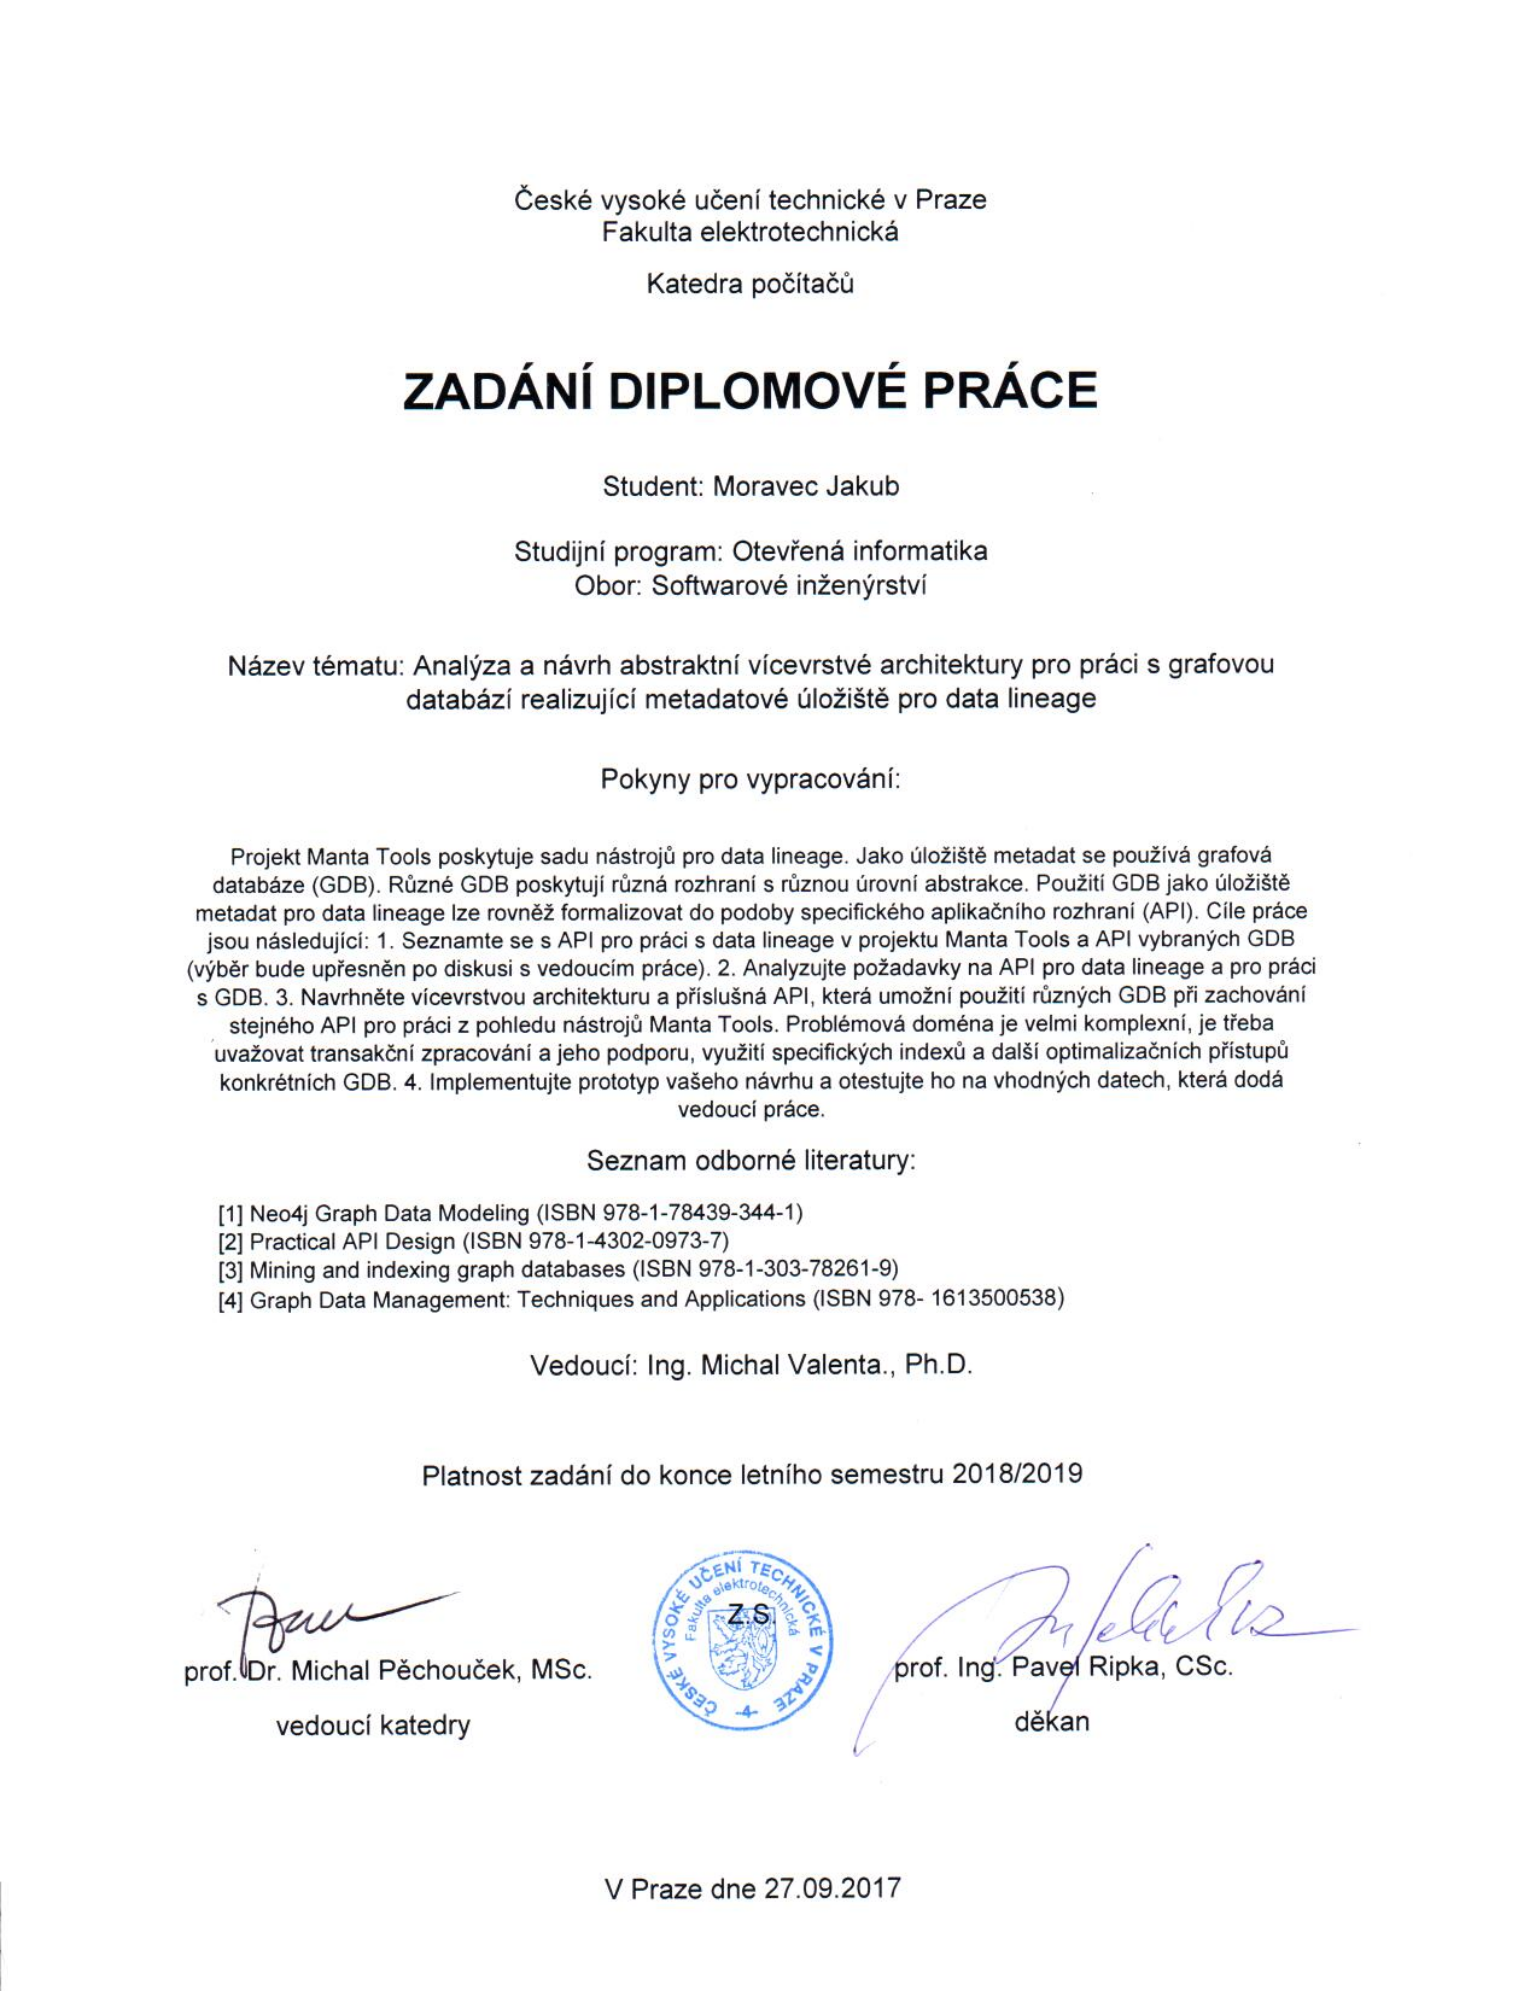 České vysoké učení technické v Praze
Fakulta elektrotechnická
Katedra počítačů
ZADÁNÍ DIPLOMOVÉ PRÁCE
Student: Moravec Jakub
Studijní program: Otevřená informatika
Obor: Softwarové inženýrství
Název tématu: Analýza a návrh abstraktní vícevrstvé architektury pro práci s grafovou
databází realizující metadatové úložiště pro data lineage
Pokyny pro vypracování:
Projekt Manta Tools poskytuje sadu nástrojů pro data lineage. Jako úložiště metadat se používá grafová
databáze (GDB). Různé GDB poskytují různá rozhraní s různou úrovní abstrakce. Použití GDB jako úložiště
metadat pro data lineage lze rovněž formalizovat do podoby specifického aplikačního rozhraní (API). Cíle práce
jsou následující: 1. Seznamte se s API pro práci s data lineage v projektu Manta Tools a API vybraných GDB
(výběr bude upřesněn po diskusi s vedoucím práce). 2. Analyzujte požadavky na API pro data lineage a pro práci
s GDB. 3. Navrhněte vícevrstvou architekturu a příslušná API, která umožní použití různých GDB při zachování
stejného API pro práci z pohledu nástrojů Manta Tools. Problémová doména je velmi komplexní, je třeba
uvažovat transakční zpracování a jeho podporu, využití specifických indexů a další optimalizačních přístupů
konkrétních GDB. 4. Implementujte prototyp vašeho návrhu a otestujte ho na vhodných datech, která dodá
vedoucí práce.
Seznam odborné literatury:
[1] Neo4j Graph Data Modeling (ISBN 978-1-78439-344-1)
[2] Practical API Design (ISBN 978-1-4302-0973-7)
[3] Mining and indexing graph databases (ISBN 978-1-303-78261-9)
[4] Graph Data Management: Techniques and Applications (ISBN 978- 1613500538)
Vedoucí: Ing. Michal Valenta., Ph.D.
Platnost zadání do konce letního semestru 2018/2019
ČESKÉ VYSOKÉ UČENÍ TECHNICKÉ V PRAZE
Fakulta elektrotechnická
Z.S.
-4-
prof. Dr. Michal Pěchouček, MSc.
vedoucí katedry
prof. Ing. Pavel Ripka, CSc.
děkan
V Praze dne 27.09.2017